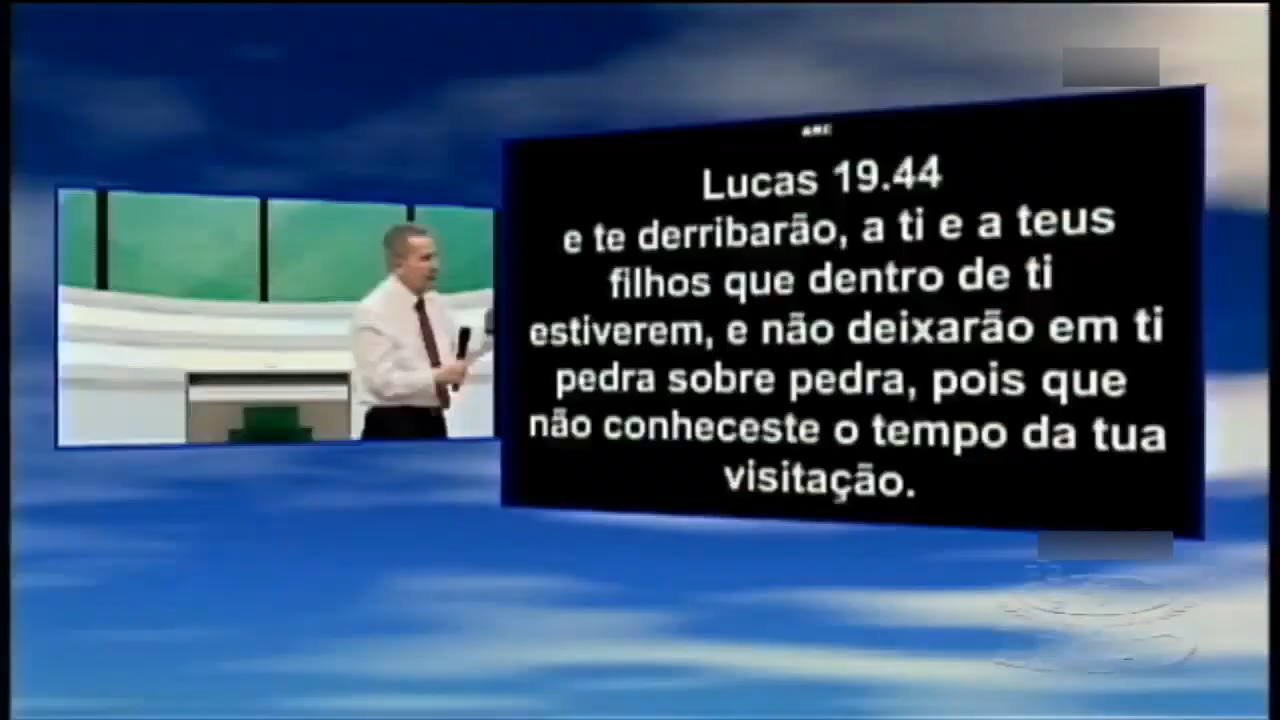 Lucas 19.44
e te derribarão, a ti e a teus
filhos que dentro de ti
estiverem, e não deixarão em ti
pedra sobre pedra, pois que
não conheceste o tempo da tua
visitação.